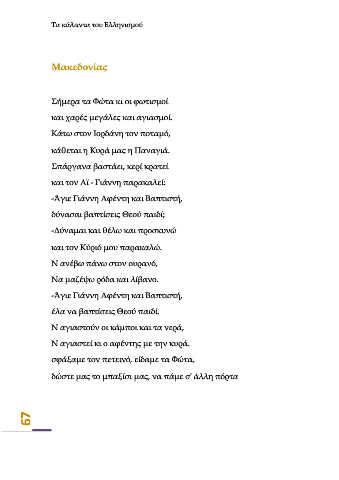 Τα κάλαντα του Ελληνισμού
Μακεδονίας
Σήμερα τα Φώτα κι οι φωτισμοί
και χαρές μεγάλες και αγιασμοί.
Κάτω στον Ιορδάνη τον ποταμό,
κάθεται η Κυρά μας η Παναγιά.
Σπάργανα βαστάει, κερί κρατεί
και τον Αϊ - Γιάννη παρακαλεί:
-Άγιε Γιάννη Αφέντη και Βαπτιστή,
δύνασαι βαπτίσεις Θεού παιδί;
-Δύναμαι και θέλω και προσκυνώ
και τον Κύριό μου παρακαλώ.
Ν ανέβω πάνω στον ουρανό,
Να μαζέψω ρόδα και λίβανο.
-Άγιε Γιάννη Αφέντη και Βαπτιστή,
έλα να βαπτίσεις Θεού παιδί.
Ν αγιαστούν οι κάμποι και τα νερά,
Ν αγιαστεί κι ο αφέντης με την κυρά.
σφάξαμε τον πετεινό, είδαμε τα Φώτα,
δώστε μας το μπαξίσι μας, να πάμε σ' άλλη πόρτα
67